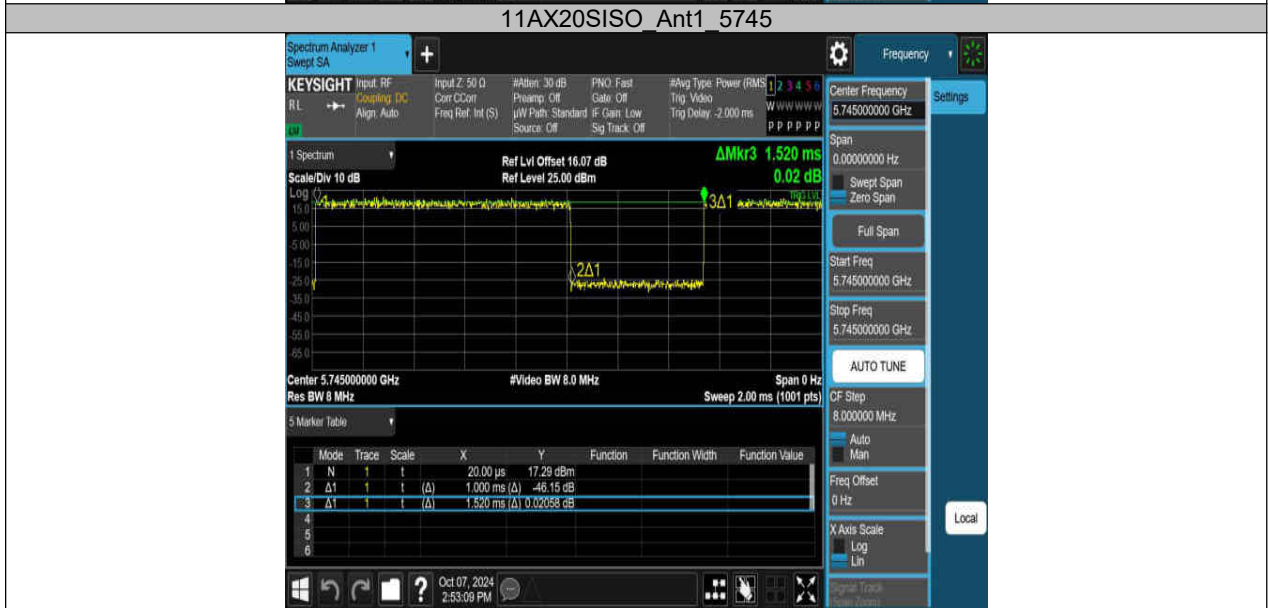 11AX20SISO_Ant1_5745
Spectrum Analyzer 1
Swept SA
+
Frequency
KEYSIGHT
RL
Input: RF
Coupling: DC
Align: Auto
Input Z: 50 Ω
Corr CCorr
Freq Ref: Int (S)
#Atten: 30 dB
Preamp: Off
µW Path: Standard
Source: Off
PNO: Fast
Gate: Off
IF Gain: Low
Sig Track: Off
#Avg Type: Power (RMS
Trig: Video
Trig Delay: -2.000 ms
1 2 3 4 5 6
W W W W W W
P P P P P P
1 Spectrum
Scale/Div 10 dB
Ref Lvl Offset 16.07 dB
Ref Level 25.00 dBm
ΔMkr3 1.520 ms
0.02 dB
Log
15.0
5.00
-5.00
-15.0
-25.0
-35.0
-45.0
-55.0
-65.0
1
2Δ1
3Δ1
TRIG LVL
Center 5.745000000 GHz
Res BW 8 MHz
#Video BW 8.0 MHz
Span 0 Hz
Sweep 2.00 ms (1001 pts)
5 Marker Table
Mode Trace Scale X Y Function Function Width Function Value
1 N 1 t 20.00 µs 17.29 dBm
2 Δ1 1 t (Δ) 1.000 ms (Δ) -46.15 dB
3 Δ1 1 t (Δ) 1.520 ms (Δ) 0.02058 dB
4
5
6
?
Oct 07, 2024
2:53:09 PM
Center Frequency
5.745000000 GHz
Settings
Span
0.00000000 Hz
Swept Span
Zero Span
Full Span
Start Freq
5.745000000 GHz
Stop Freq
5.745000000 GHz
AUTO TUNE
CF Step
8.000000 MHz
Auto
Man
Freq Offset
0 Hz
X Axis Scale
Log
Lin
Local
Signal Track
(Span Zoom)